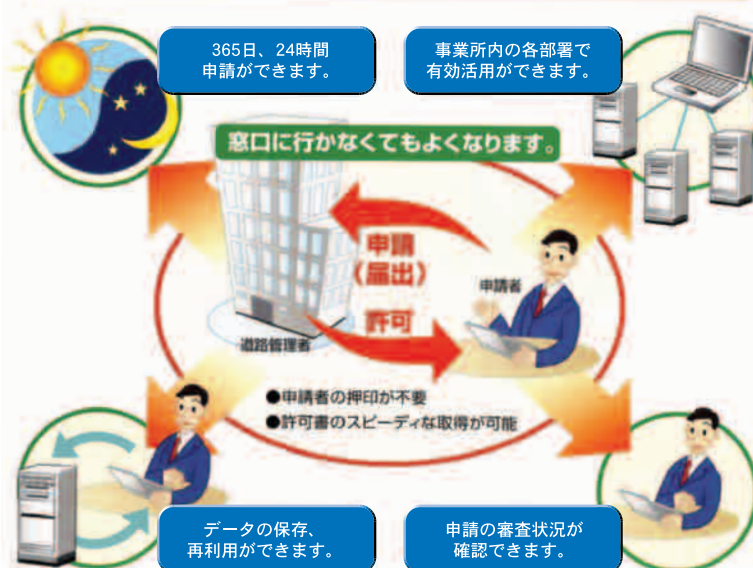 365日、24時間
申請ができます。
事業所内の各部署で
有効活用ができます。
窓口に行かなくてもよくなります。
申請
（届出）
申請者
許可
道路管理者
●申請者の押印が不要
●許可書のスピーディな取得が可能
データの保存、
再利用ができます。
申請の審査状況が
確認できます。